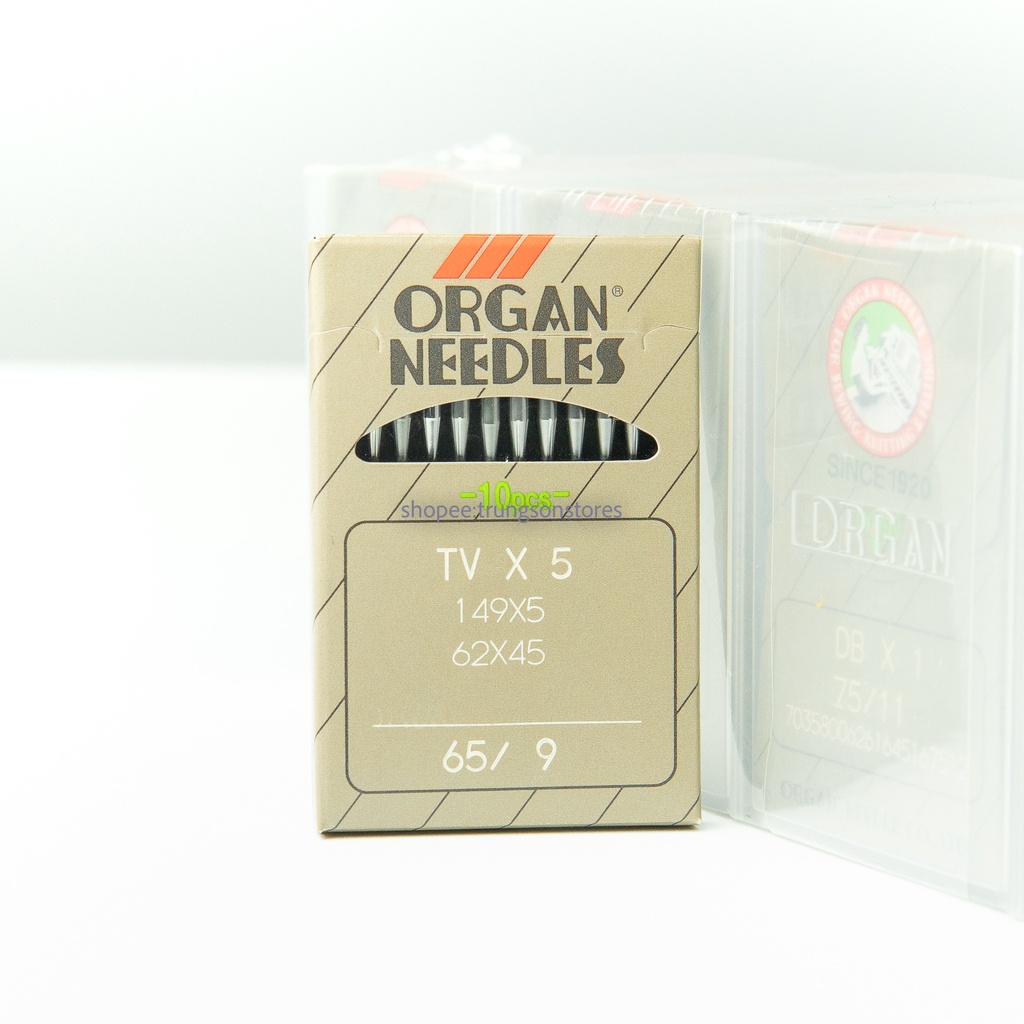 ORGAN®
NEEDLES
-10pcs-
shopee:trungsonstores
TV X 5
149X5
62X45
65/ 9
SINCE 1920
ORGAN
DB X 1
75/11